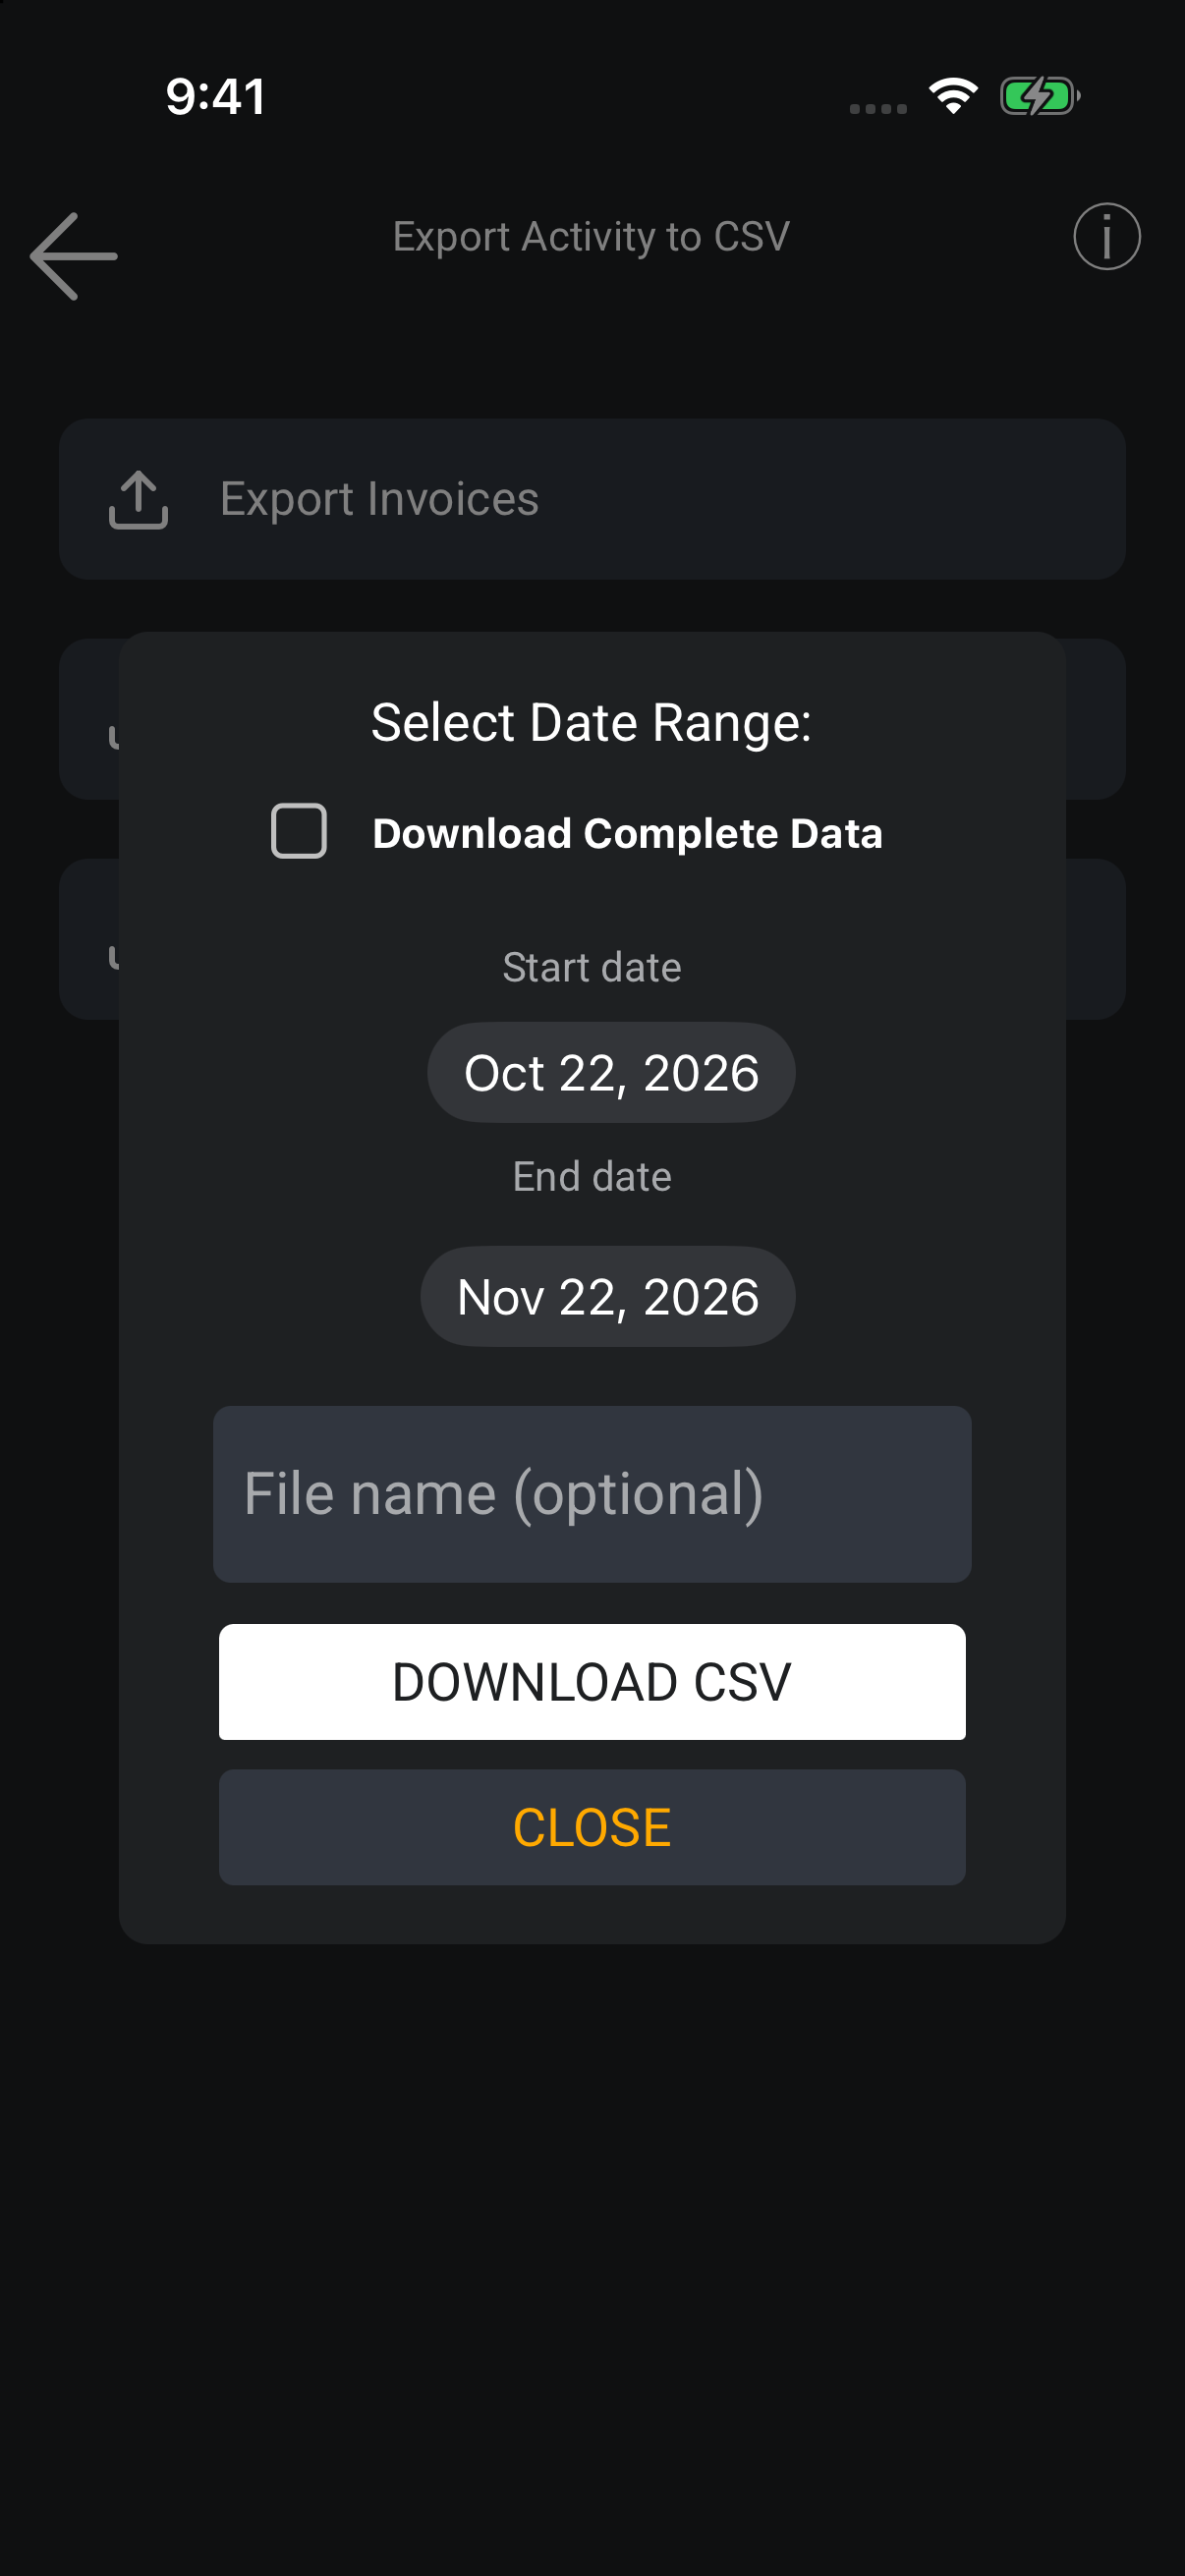 9:41
Export Activity to CSV
Export Invoices
Select Date Range:
Download Complete Data
Start date
Oct 22, 2026
End date
Nov 22, 2026
File name (optional)
DOWNLOAD CSV
CLOSE